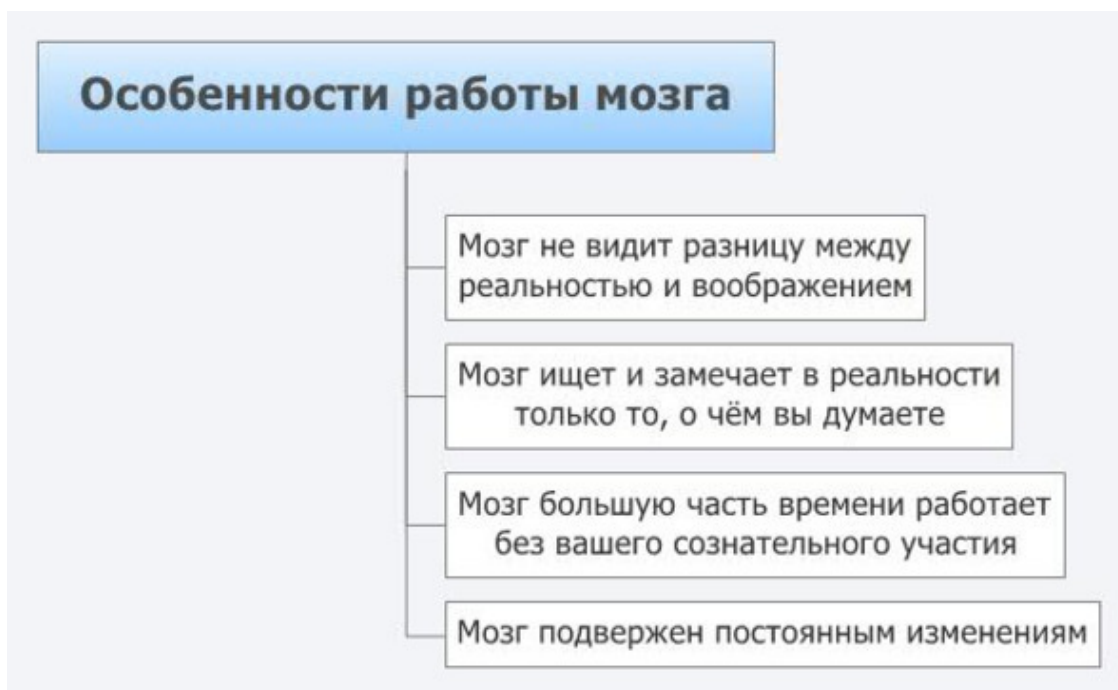 Особенности работы мозга
Мозг не видит разницу между
реальностью и воображением
Мозг ищет и замечает в реальности
только то, о чём вы думаете
Мозг большую часть времени работает
без вашего сознательного участия
Мозг подвержен постоянным изменениям